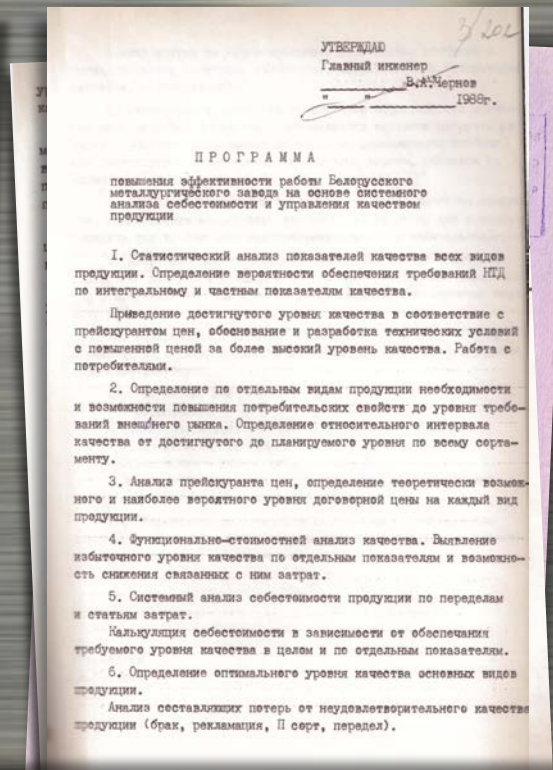 3/202
УТВЕРЖДАЮ
Главный инженер
В.А.Чернов
"    "    1988г.
ПРОГРАММА
повышения эффективности работы Белорусского
металлургического завода на основе системного
анализа себестоимости и управления качеством
продукции
I. Статистический анализ показателей качества всех видов
продукции. Определение вероятности обеспечения требований НТД
по интегральному и частным показателям качества.
Приведение достигнутого уровня качества в соответствие с
прейскурантом цен, обоснование и разработка технических условий
с повышенной ценой за более высокий уровень качества. Работа с
потребителями.
2. Определение по отдельным видам продукции необходимости
и возможности повышения потребительских свойств до уровня требо-
ваний внешнего рынка. Определение относительного интервала
качества от достигнутого до планируемого уровня по всему сорта-
менту.
3. Анализ прейскуранта цен, определение теоретически возмож-
ного и наиболее вероятного уровня договорной цены на каждый вид
продукции.
4. Функционально-стоимостной анализ качества. Выявление
избыточного уровня качества по отдельным показателям и возможно-
сть снижения связанных с ним затрат.
5. Системный анализ себестоимости продукции по переделам
и статьям затрат.
Калькуляция себестоимости в зависимости от обеспечания
требуемого уровня качества в целом и по отдельным показателям.
6. Определение оптимального уровня качества основных видов
продукции.
Анализ составляющих потерь от неудовлетворительного качества
продукции (брак, рекламация, П сорт, передел).